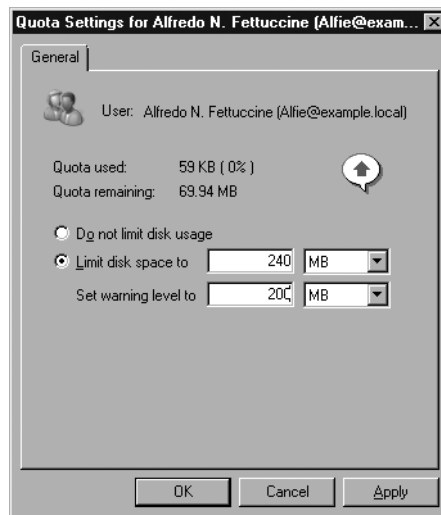 Quota Settings for Alfredo N. Fettuccine (Alfie@exam...
General
User: Alfredo N. Fettuccine (Alfie@example.local)
Quota used: 59 KB ( 0% )
Quota remaining: 69.94 MB
Do not limit disk usage
Limit disk space to 240 MB
Set warning level to 200 MB
OK Cancel Apply